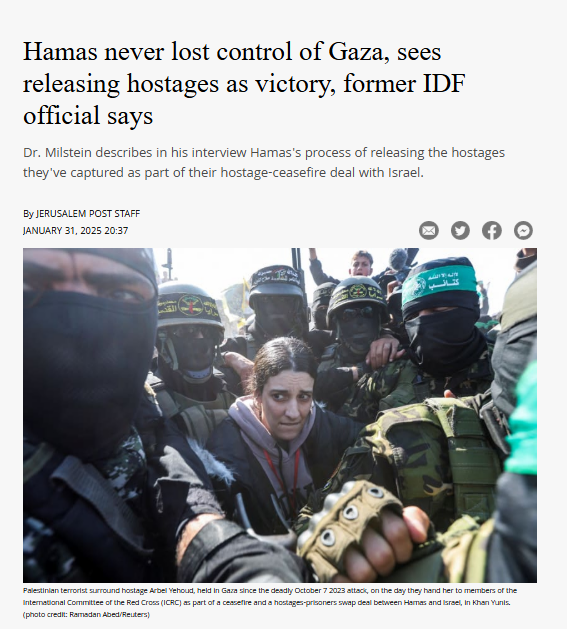 Hamas never lost control of Gaza, sees
releasing hostages as victory, former IDF
official says
Dr. Milstein describes in his interview Hamas's process of releasing the hostages
they've captured as part of their hostage-ceasefire deal with Israel.
By JERUSALEM POST STAFF
JANUARY 31, 2025 20:37
Palestinian terrorist surround hostage Arbel Yehoud, held in Gaza since the deadly October 7 2023 attack, on the day they hand her to members of the
International Committee of the Red Cross (ICRC) as part of a ceasefire and a hostages-prisoners swap deal between Hamas and Israel, in Khan Yunis.
(photo credit: Ramadan Abed/Reuters)